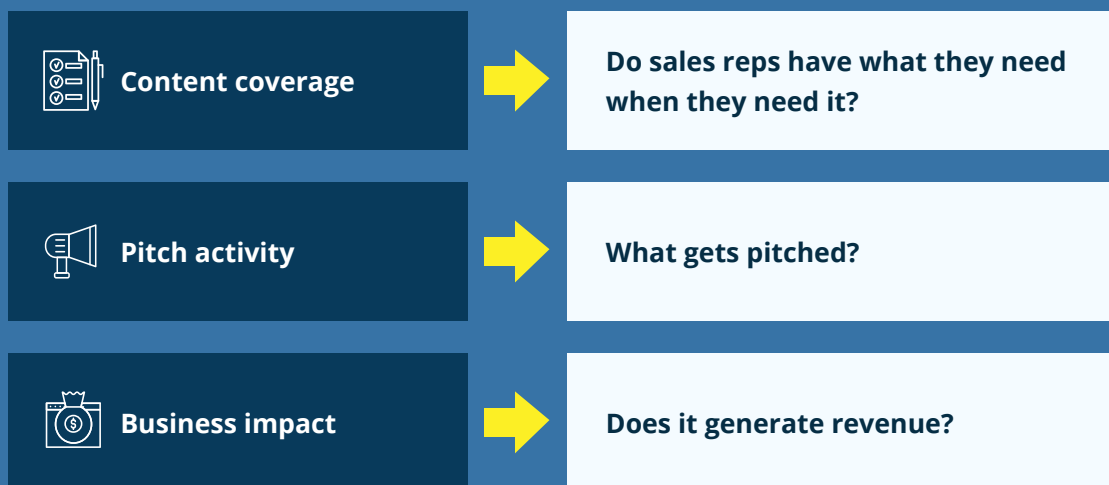 Content coverage
Do sales reps have what they need
when they need it?
Pitch activity
What gets pitched?
Business impact
Does it generate revenue?